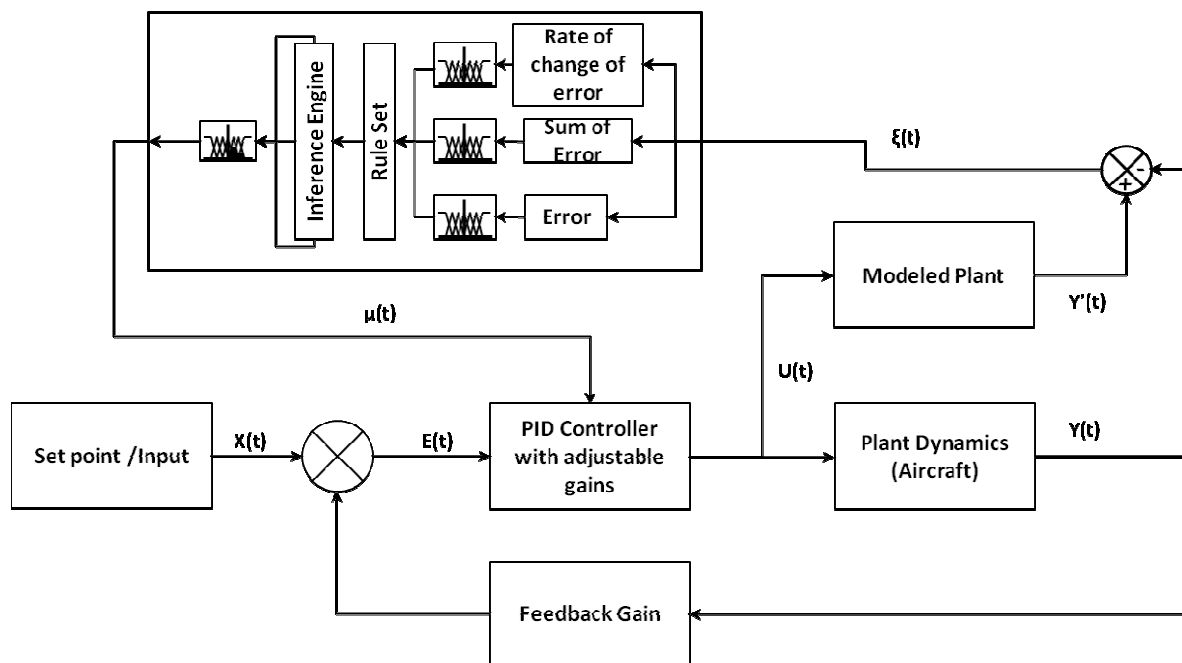 Rate of
change of
error
Inference Engine
Rule Set
Sum of
Error
Error
ξ(t)
-
+
Modeled Plant
Y'(t)
μ(t)
U(t)
Set point /Input
X(t)
E(t)
PID Controller
with adjustable
gains
Plant Dynamics
(Aircraft)
Y(t)
Feedback Gain